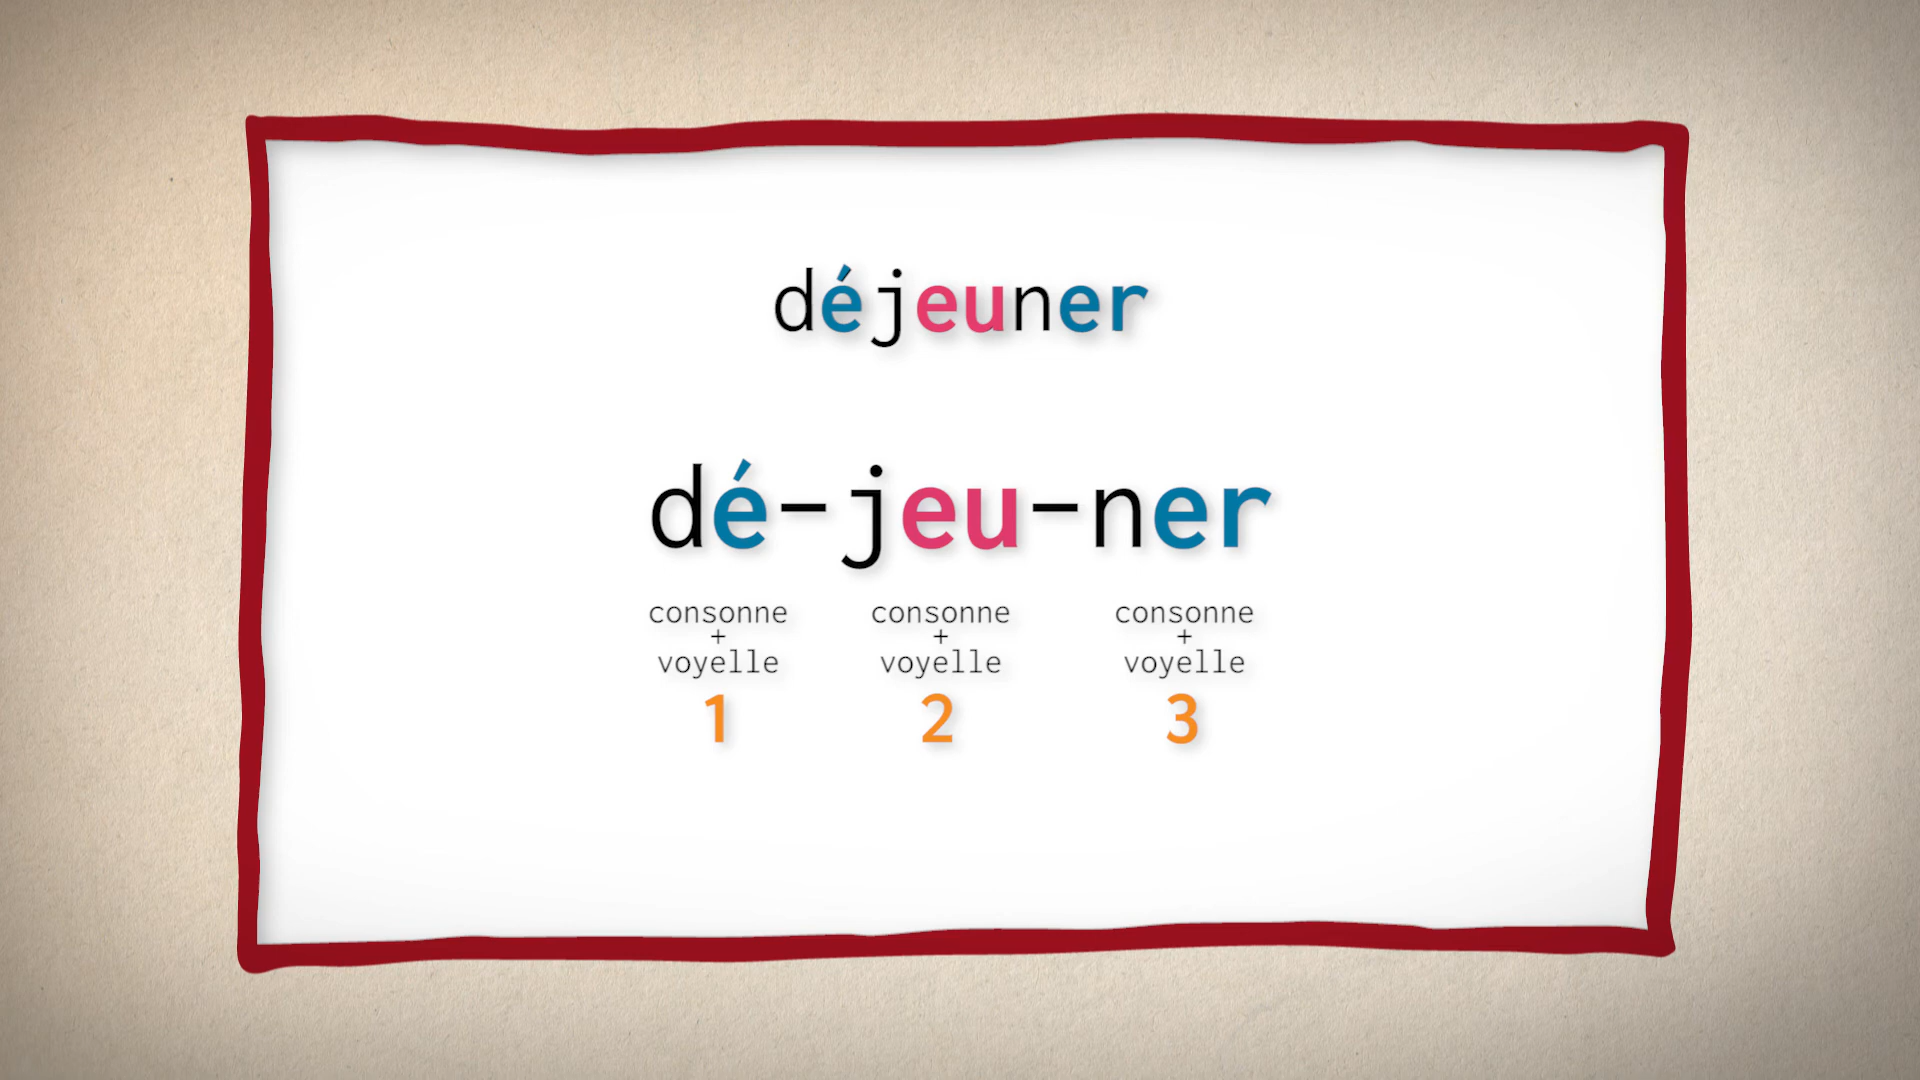 déjeuner
dé-jeu-ner
consonne consonne consonne
+ + +
voyelle voyelle voyelle
1 2 3